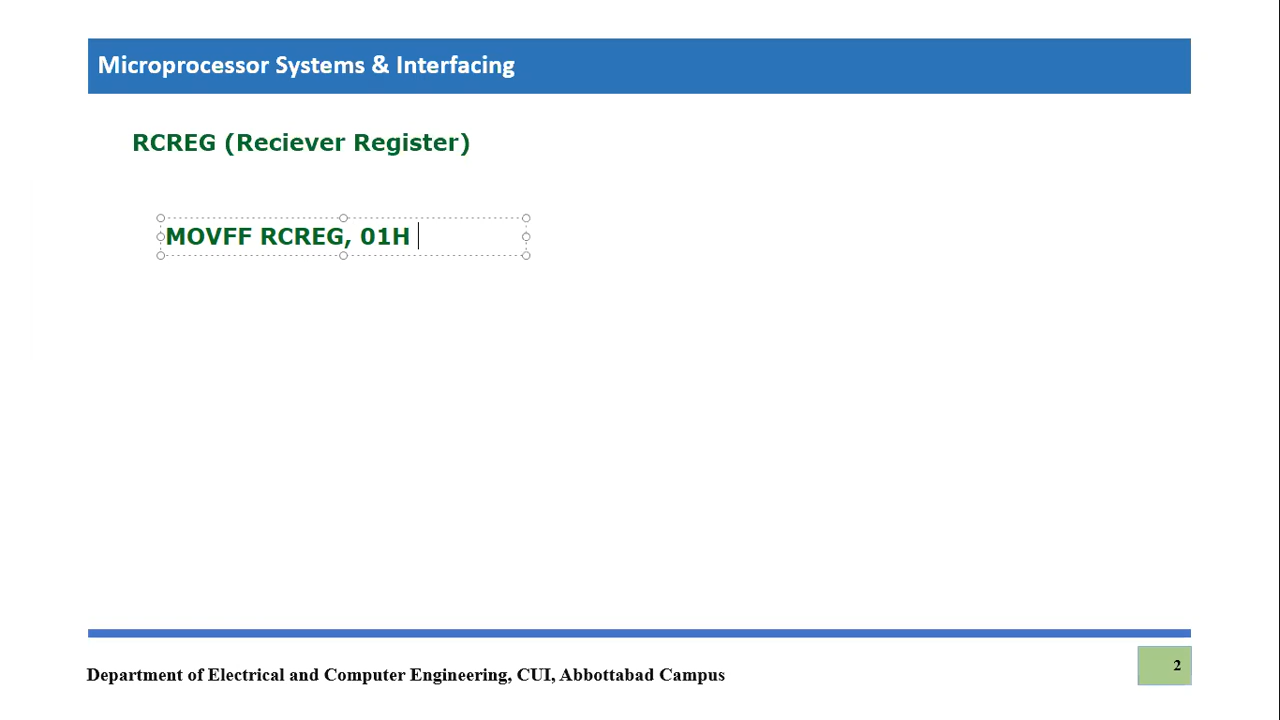 Microprocessor Systems & Interfacing
RCREG (Reciever Register)
MOVFF RCREG, 01H
Department of Electrical and Computer Engineering, CUI, Abbottabad Campus
2